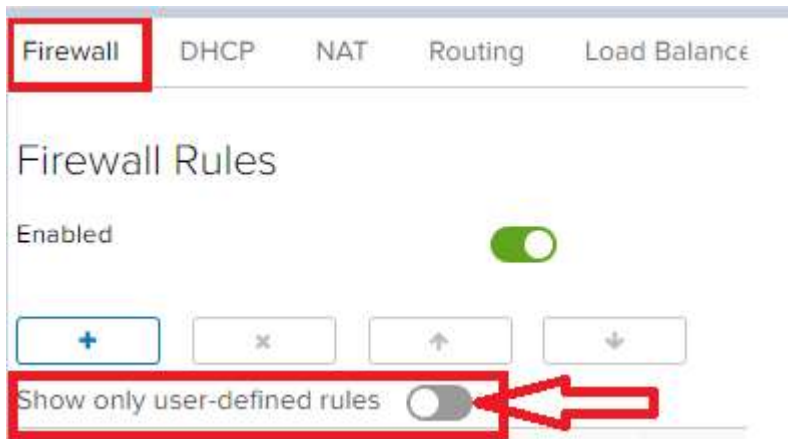 Firewall DHCP NAT Routing Load Balance
Firewall Rules
Enabled
Show only user-defined rules